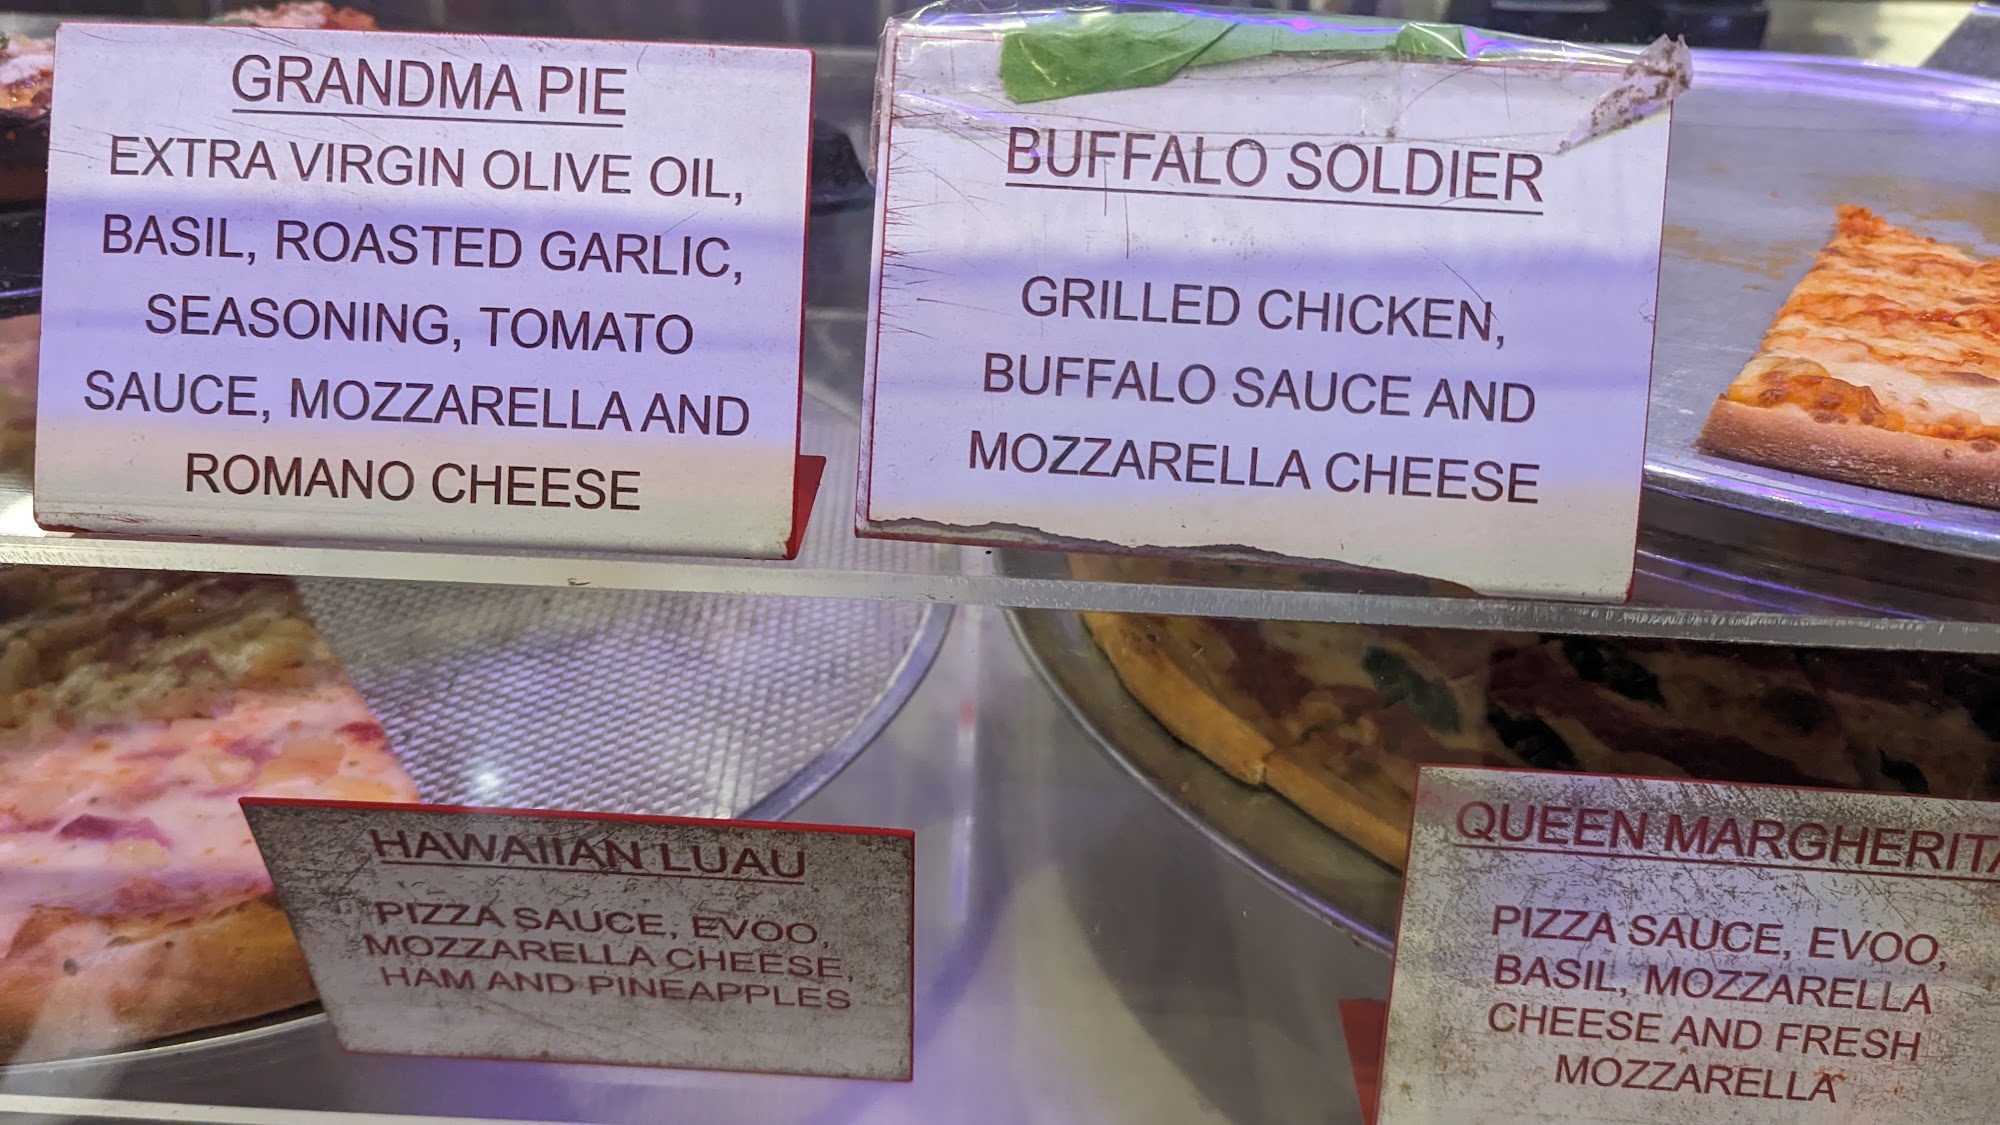 GRANDMA PIE
EXTRA VIRGIN OLIVE OIL,
BASIL, ROASTED GARLIC,
SEASONING, TOMATO
SAUCE, MOZZARELLA AND
ROMANO CHEESE
BUFFALO SOLDIER
GRILLED CHICKEN,
BUFFALO SAUCE AND
MOZZARELLA CHEESE
HAWAIIAN LUAU
PIZZA SAUCE, EVOO,
MOZZARELLA CHEESE,
HAM AND PINEAPPLES
QUEEN MARGHERITA
PIZZA SAUCE, EVOO,
BASIL, MOZZARELLA
CHEESE AND FRESH
MOZZARELLA